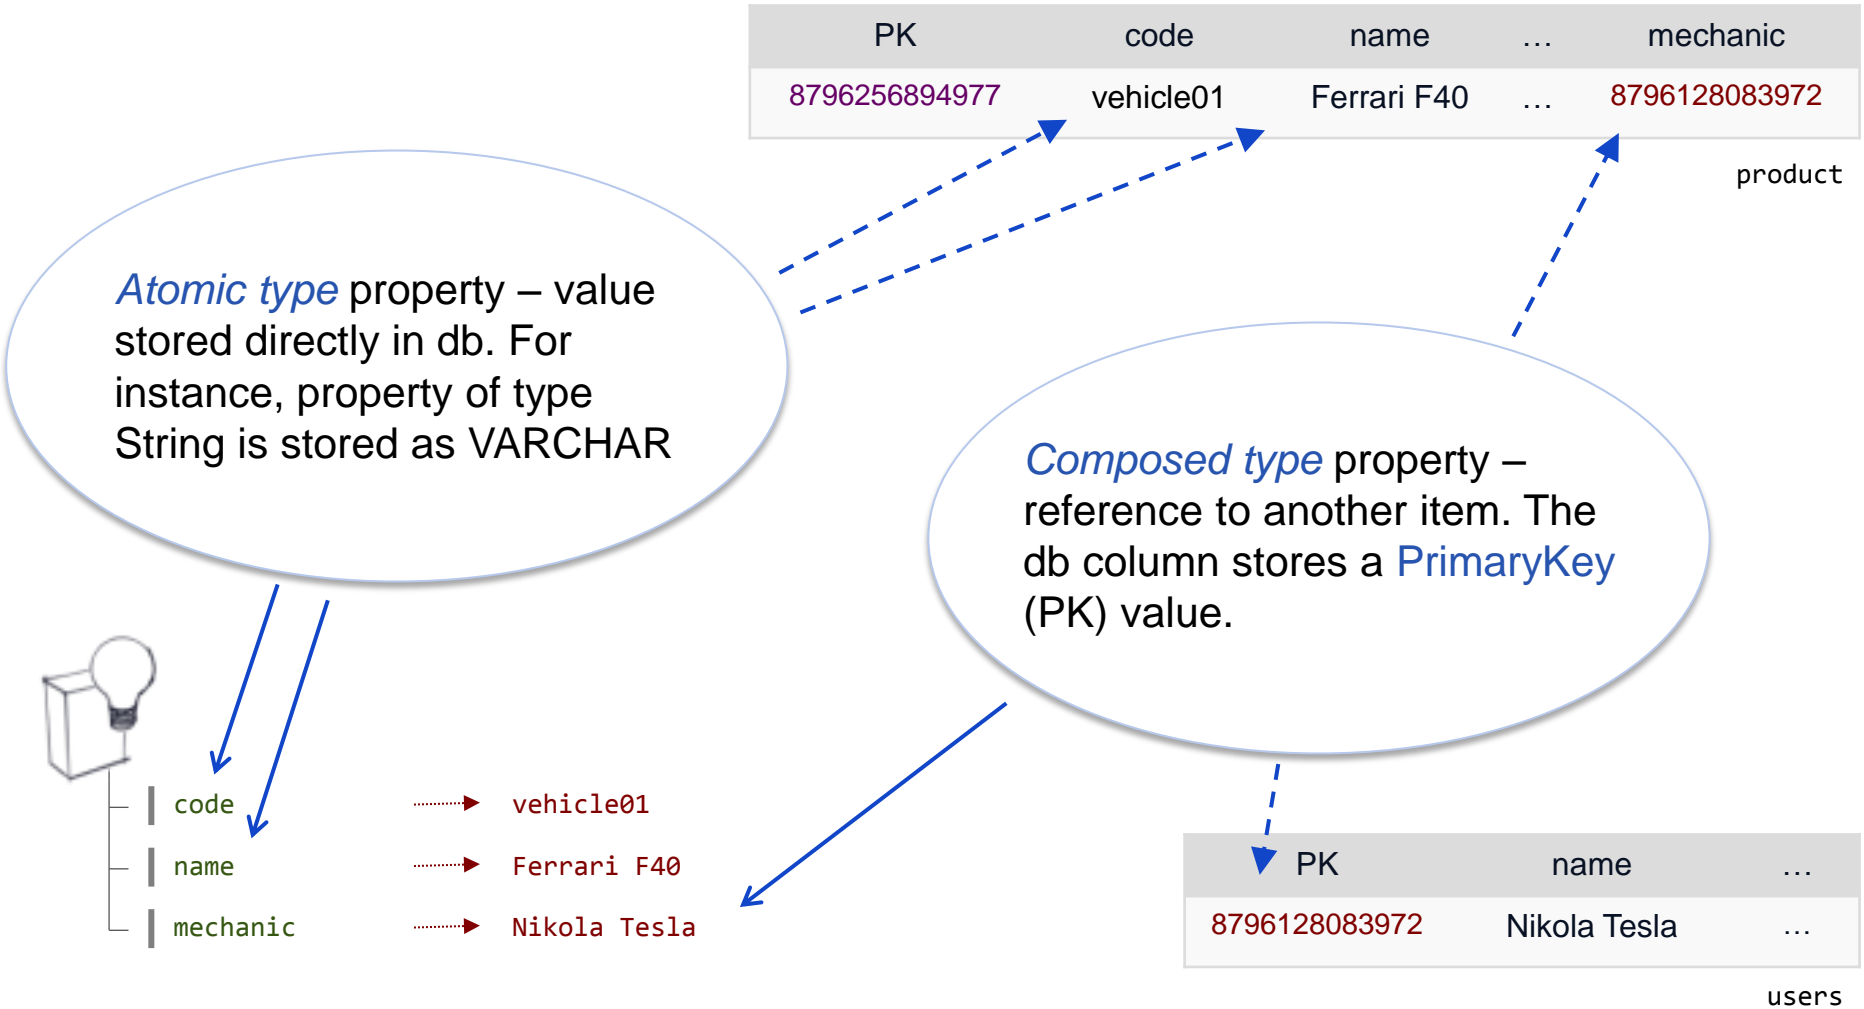 PK code name … mechanic
8796256894977 vehicle01 Ferrari F40 … 8796128083972
product
Atomic type property – value
stored directly in db. For
instance, property of type
String is stored as VARCHAR
Composed type property –
reference to another item. The
db column stores a PrimaryKey
(PK) value.
code vehicle01
name Ferrari F40
mechanic Nikola Tesla
PK name …
8796128083972 Nikola Tesla …
users